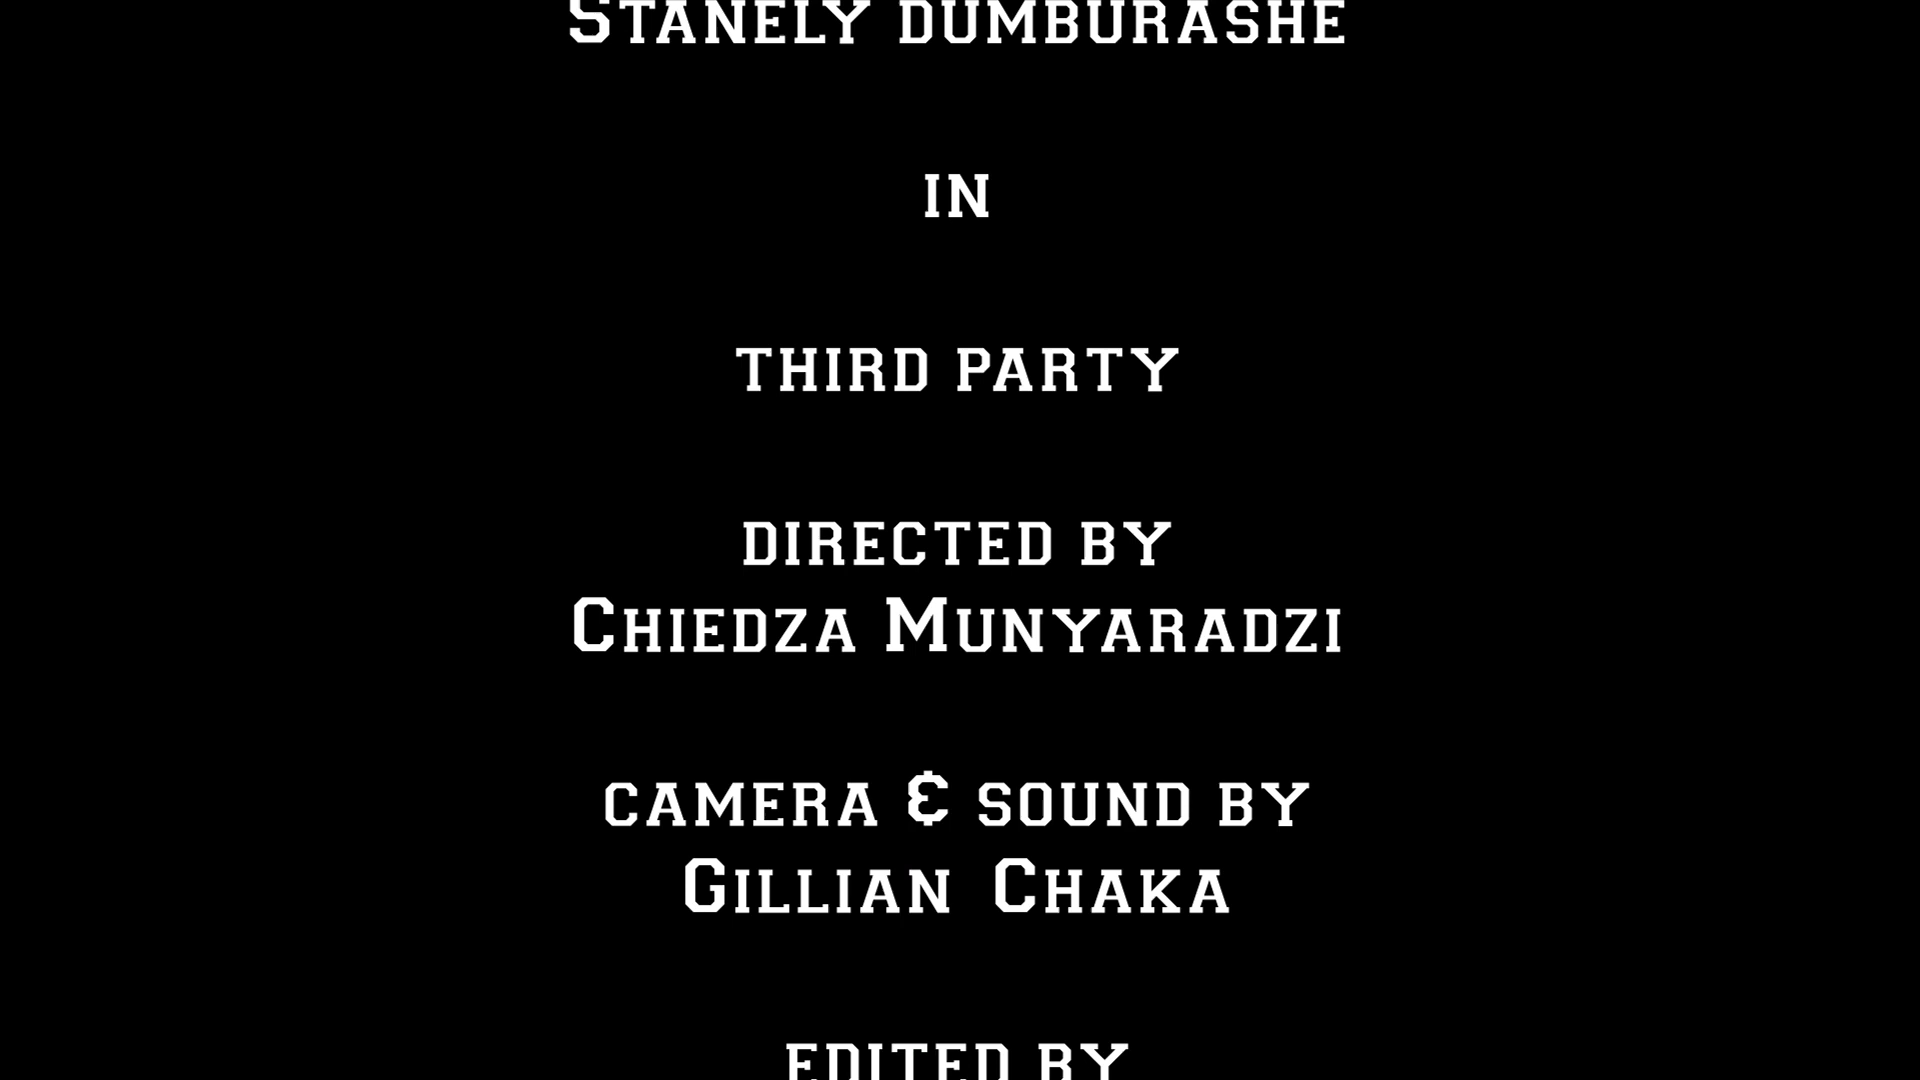 Stanely dumburashe
in
third party
directed by
Chiedza Munyaradzi
camera & sound by
Gillian Chaka
edited by